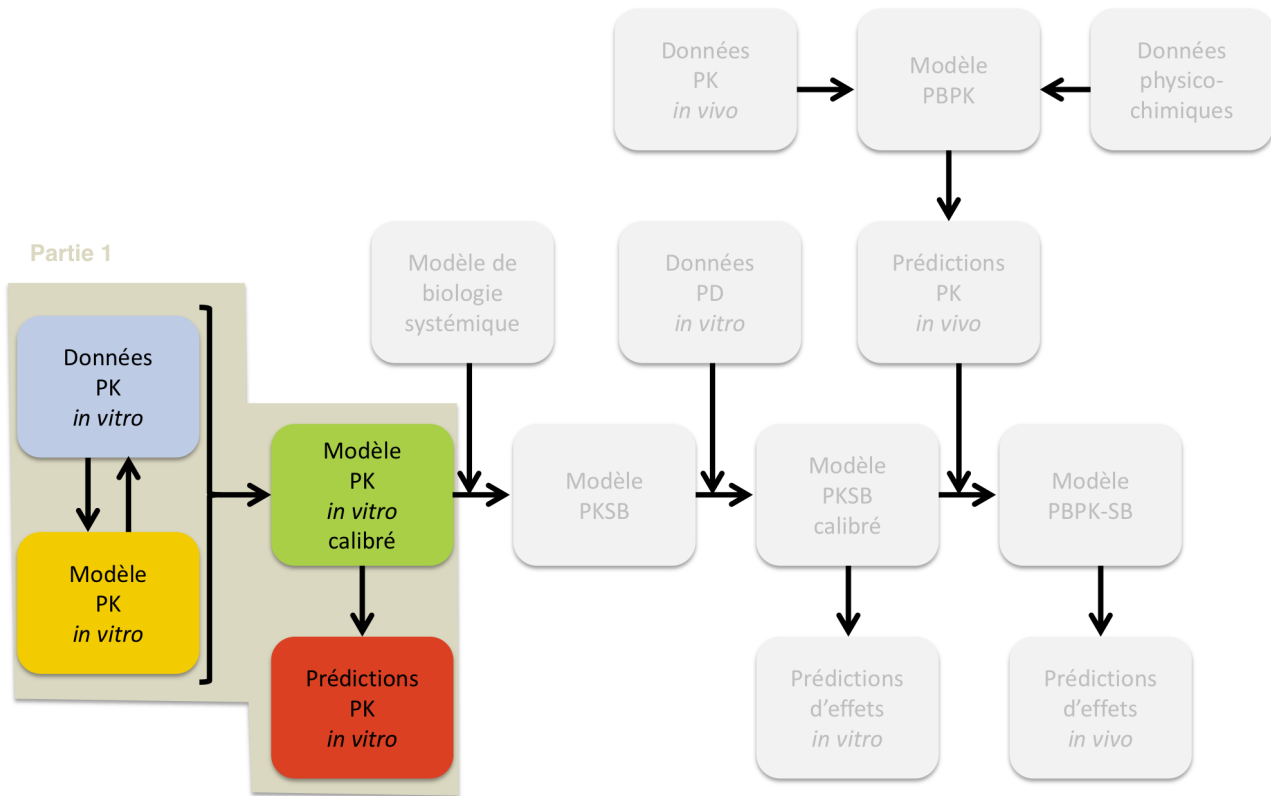 Données
PK
in vivo
Modèle
PBPK
Données
physico-
chimiques
Partie 1
Modèle de
biologie
systémique
Données
PD
in vitro
Prédictions
PK
in vivo
Données
PK
in vitro
Modèle
PK
in vitro
Modèle
PK
in vitro
calibré
Modèle
PKSB
Modèle
PKSB
calibré
Modèle
PBPK-SB
Prédictions
PK
in vitro
Prédictions
d’effets
in vitro
Prédictions
d’effets
in vivo